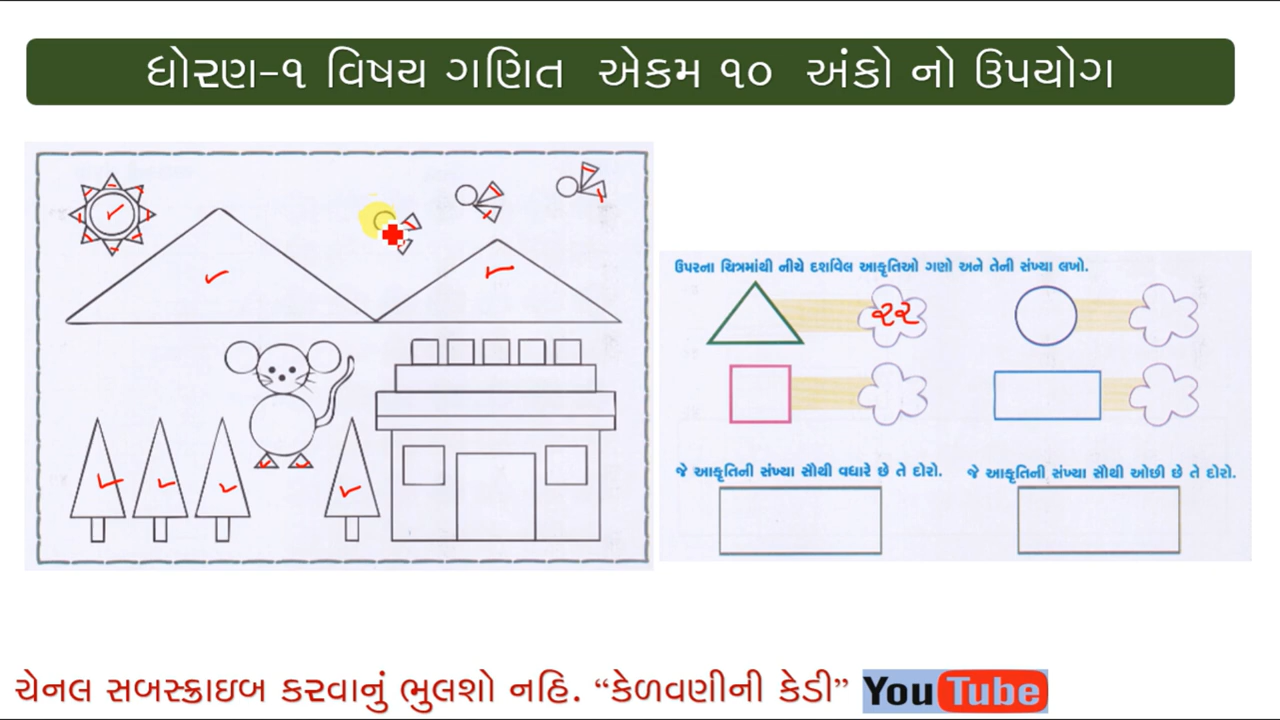 ધોરણ-૧ વિષય ગણિત એકમ ૧૦ અંકો નો ઉપયોગ
ઉપરના ચિત્રમાંથી નીચે દર્શાવેલ આકૃતિઓ ગણો અને તેની સંખ્યા લખો.
૨૨
જે આકૃતિની સંખ્યા સૌથી વધારે છે તે દોરો.
જે આકૃતિની સંખ્યા સૌથી ઓછી છે તે દોરો.
ચેનલ સબસ્ક્રાઇબ કરવાનું ભુલશો નહિ. “કેળવણીની કેડી” YouTube